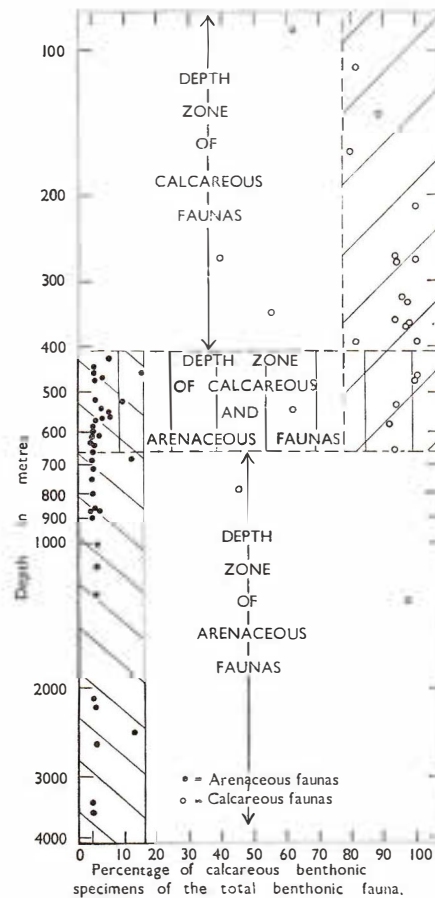 100
200
300
400
500
600
700
800
900
1000
2000
3000
4000
Depth in metres
DEPTH
ZONE
OF
CALCAREOUS
FAUNAS
DEPTH ZONE
OF CALCAREOUS
AND
ARENACEOUS FAUNAS
DEPTH
ZONE
OF
ARENACEOUS
FAUNAS
= Arenaceous faunas
= Calcareous faunas
0 10 20 30 40 50 60 70 80 90 100
Percentage of calcareous benthonic
specimens of the total benthonic fauna.